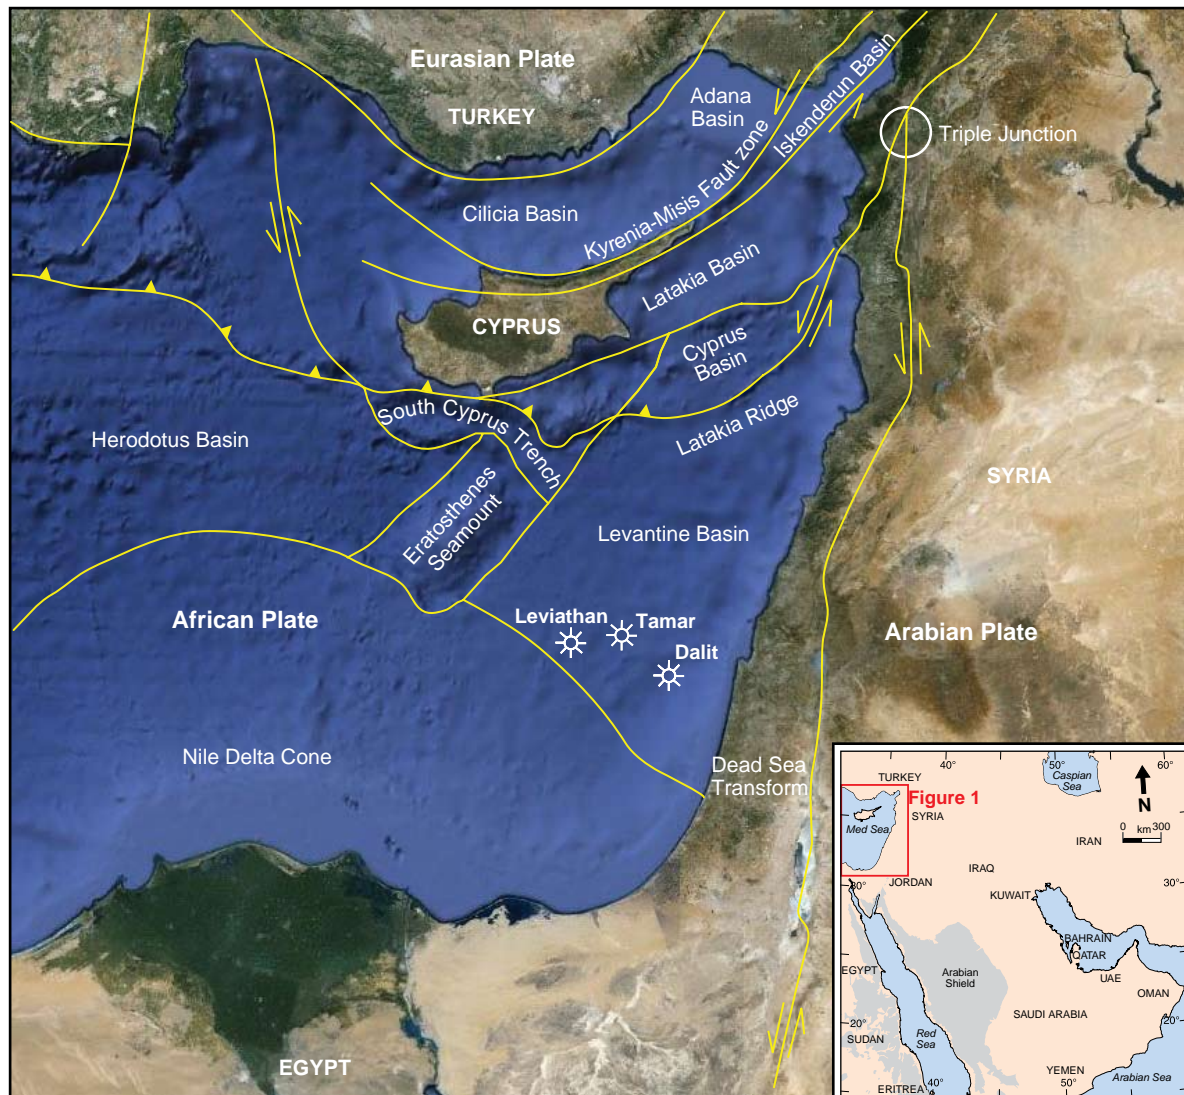 Eurasian Plate
TURKEY
Adana
Basin
Iskenderun Basin
Triple Junction
Kyrenia-Misis Fault zone
Cilicia Basin
Latakia Basin
CYPRUS
Cyprus
Basin
South Cyprus Trench
Latakia Ridge
Herodotus Basin
SYRIA
Eratosthenes
Seamount
Levantine Basin
African Plate
Leviathan
Tamar
Dalit
Arabian Plate
Nile Delta Cone
Dead Sea
Transform
EGYPT
40°
50°
60°
TURKEY
Caspian
Sea
N
Figure 1
SYRIA
Med Sea
0 km 300
IRAN
IRAQ
30°
JORDAN
KUWAIT
30°
BAHRAIN
QATAR
EGYPT
Arabian
Shield
UAE
OMAN
SAUDI ARABIA
20°
20°
SUDAN
Red
Sea
YEMEN
ERITREA
40°
50°
Arabian Sea